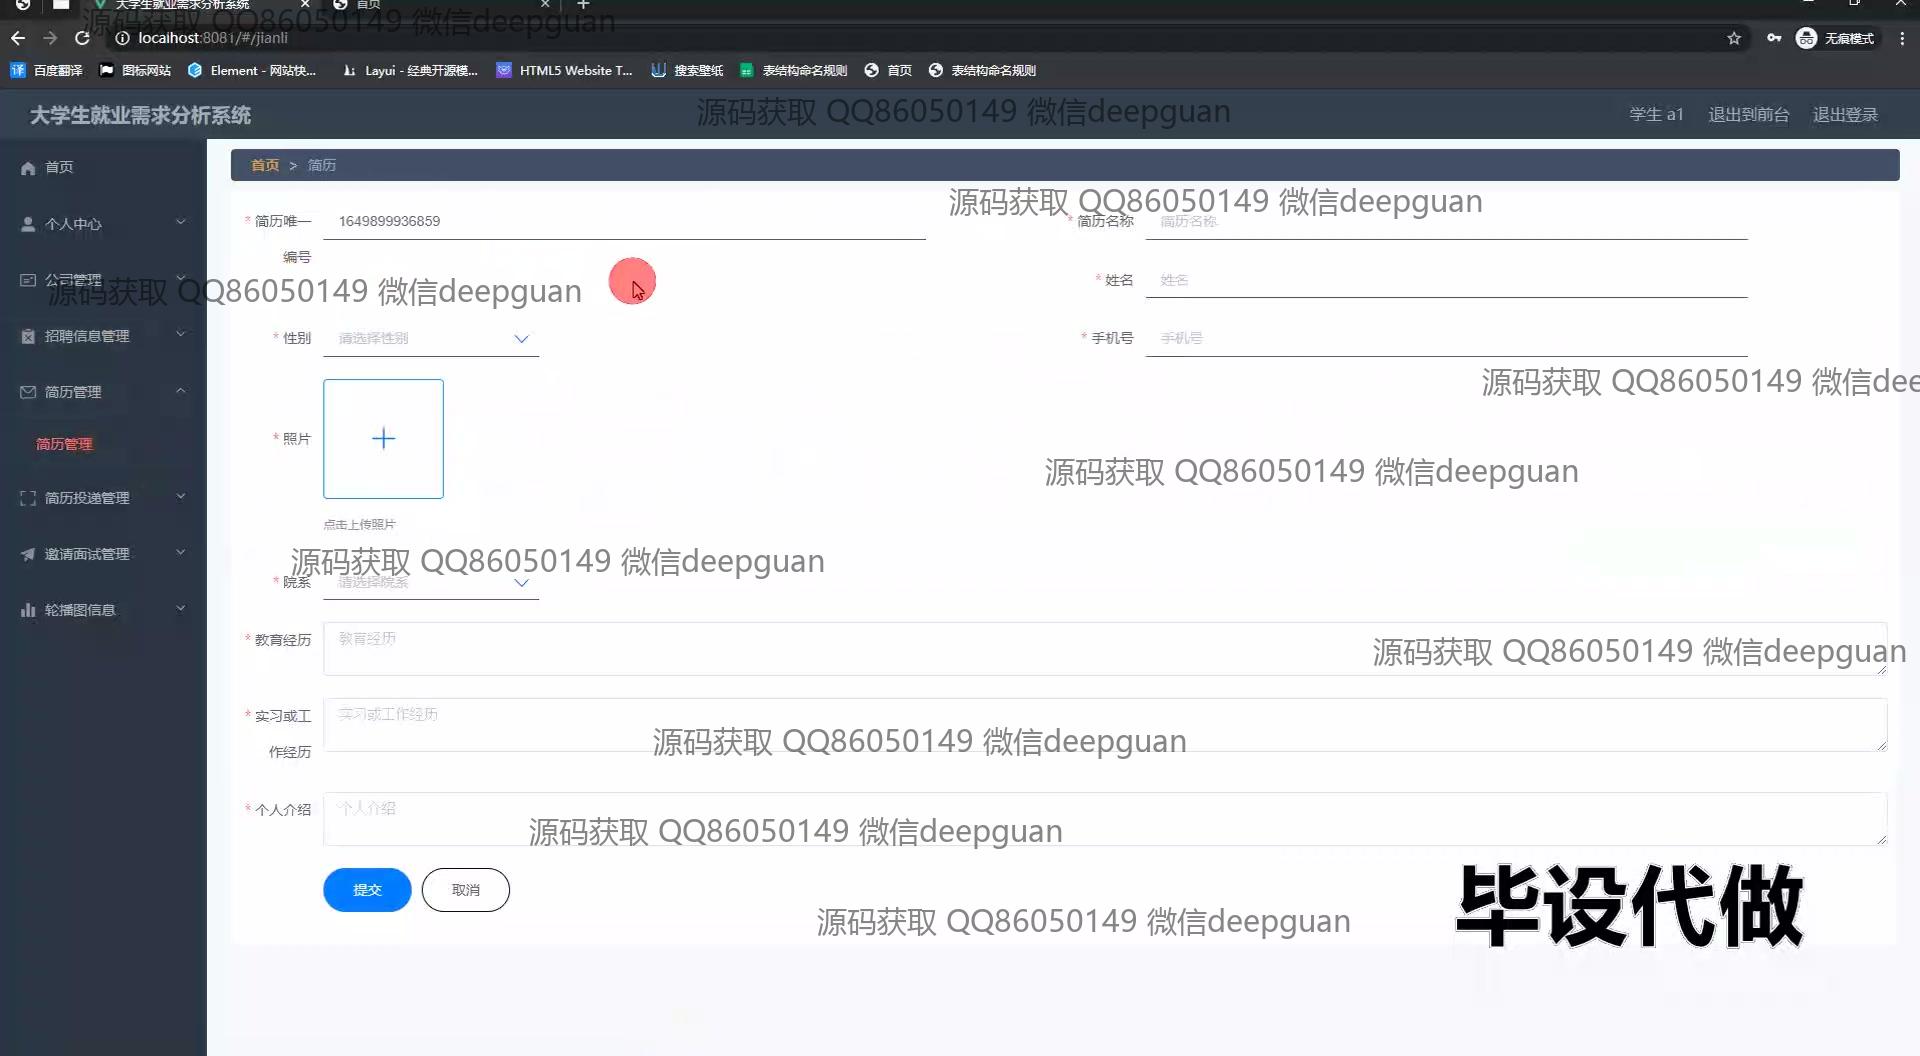 大学生就业需求分析系统
首页
localhost:8081/#/jianli
无痕模式
百度翻译
图标网站
Element - 网站快...
Layui - 经典开源模...
HTML5 Website T...
搜索壁纸
表结构命名规则
首页
表结构命名规则
源码获取 QQ86050149 微信deepguan
大学生就业需求分析系统
源码获取 QQ86050149 微信deepguan
学生 a1
退出到前台
退出登录
首页
个人中心
公司管理
招聘信息管理
简历管理
简历管理
简历投递管理
邀请面试管理
轮播图信息
首页 > 简历
源码获取 QQ86050149 微信deepguan
* 简历唯一编号
1649899936859
* 简历名称
简历名称
源码获取 QQ86050149 微信deepguan
* 姓名
姓名
* 性别
请选择性别
* 手机号
手机号
源码获取 QQ86050149 微信dee
* 照片
点击上传照片
源码获取 QQ86050149 微信deepguan
源码获取 QQ86050149 微信deepguan
* 院系
请选择院系
* 教育经历
教育经历
源码获取 QQ86050149 微信deepguan
* 实习或工作经历
实习或工作经历
源码获取 QQ86050149 微信deepguan
* 个人介绍
个人介绍
源码获取 QQ86050149 微信deepguan
提交
取消
源码获取 QQ86050149 微信deepguan
毕设代做